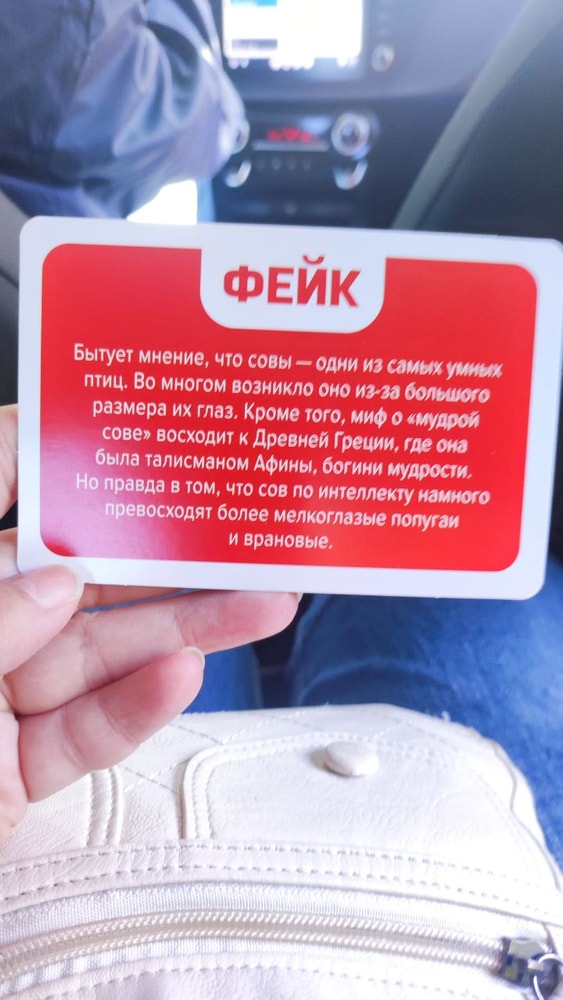 ФЕЙК
Бытует мнение, что совы — одни из самых умных
птиц. Во многом возникло оно из-за большого
размера их глаз. Кроме того, миф о «мудрой
сове» восходит к Древней Греции, где она
была талисманом Афины, богини мудрости.
Но правда в том, что сов по интеллекту намного
превосходят более мелкоглазые попугаи
и врановые.